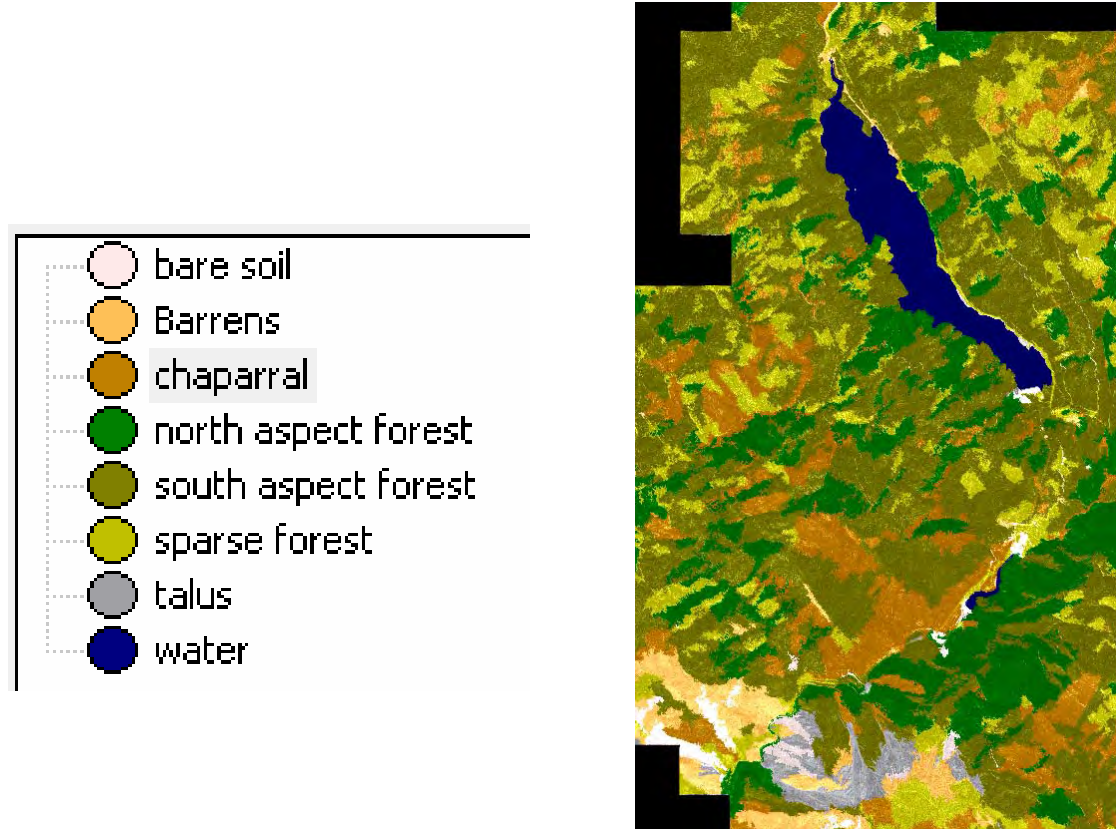 bare soil
Barrens
chaparral
north aspect forest
south aspect forest
sparse forest
talus
water